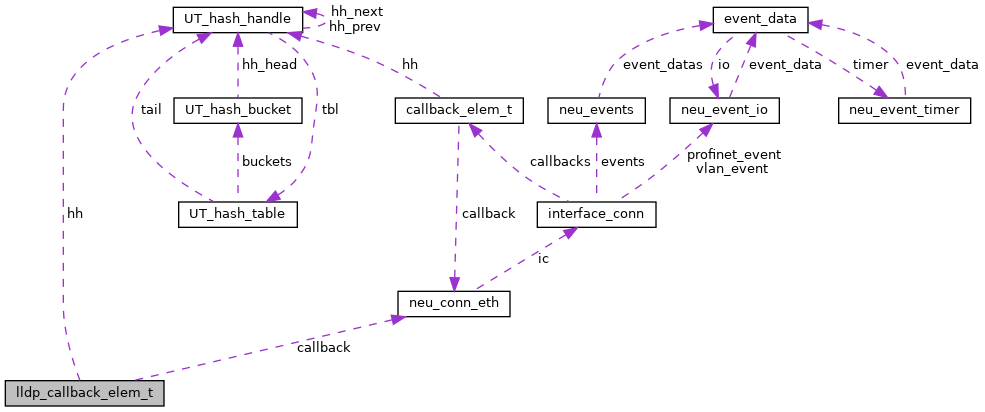 UT_hash_handle
hh_next
hh_prev
event_data
hh_head
hh
event_datas
io
event_data
timer
event_data
tail
UT_hash_bucket
tbl
callback_elem_t
neu_events
neu_event_io
neu_event_timer
buckets
callbacks
events
profinet_event
vlan_event
hh
UT_hash_table
callback
interface_conn
ic
neu_conn_eth
callback
lldp_callback_elem_t